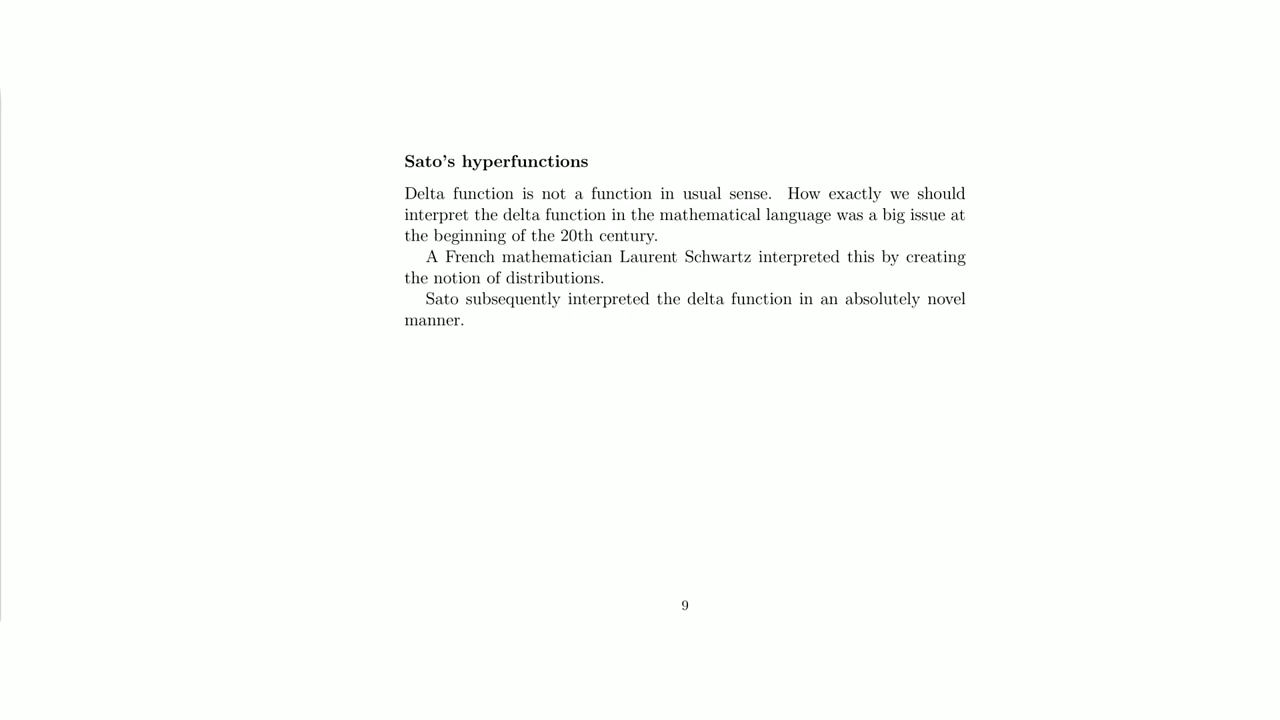 Sato's hyperfunctions
Delta function is not a function in usual sense. How exactly we should
interpret the delta function in the mathematical language was a big issue at
the beginning of the 20th century.
A French mathematician Laurent Schwartz interpreted this by creating
the notion of distributions.
Sato subsequently interpreted the delta function in an absolutely novel
manner.
9